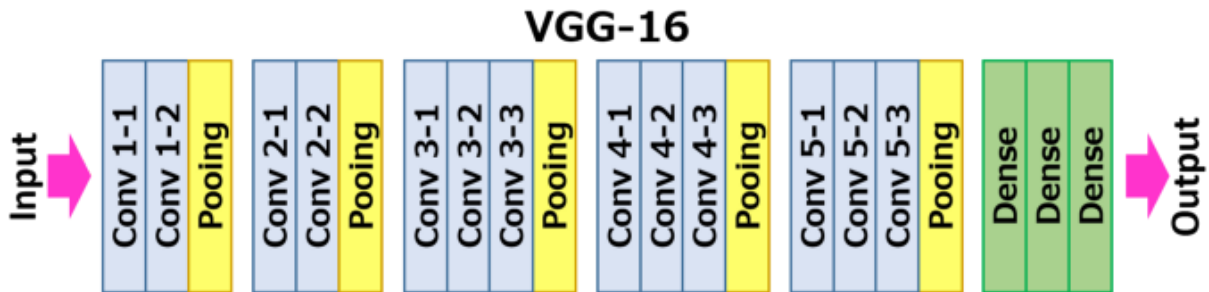 VGG-16
Input
Conv 1-1
Conv 1-2
Pooing
Conv 2-1
Conv 2-2
Pooing
Conv 3-1
Conv 3-2
Conv 3-3
Pooing
Conv 4-1
Conv 4-2
Conv 4-3
Pooing
Conv 5-1
Conv 5-2
Conv 5-3
Pooing
Dense
Dense
Dense
Output